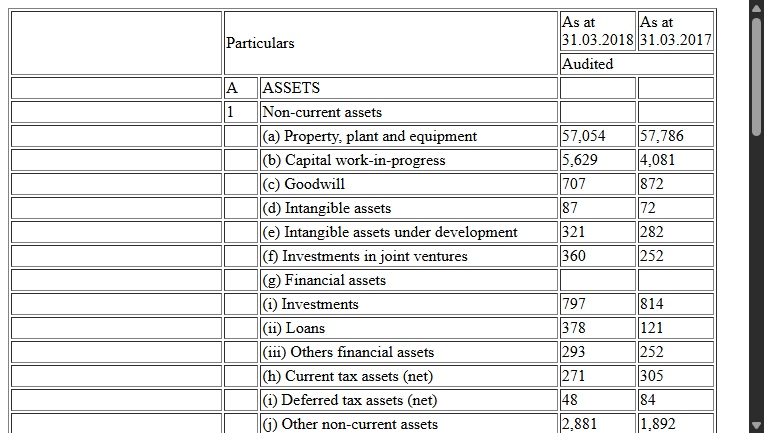 Particulars As at 31.03.2018 As at 31.03.2017
Audited
A ASSETS
1 Non-current assets
(a) Property, plant and equipment 57,054 57,786
(b) Capital work-in-progress 5,629 4,081
(c) Goodwill 707 872
(d) Intangible assets 87 72
(e) Intangible assets under development 321 282
(f) Investments in joint ventures 360 252
(g) Financial assets
(i) Investments 797 814
(ii) Loans 378 121
(iii) Others financial assets 293 252
(h) Current tax assets (net) 271 305
(i) Deferred tax assets (net) 48 84
(j) Other non-current assets 2,881 1,892